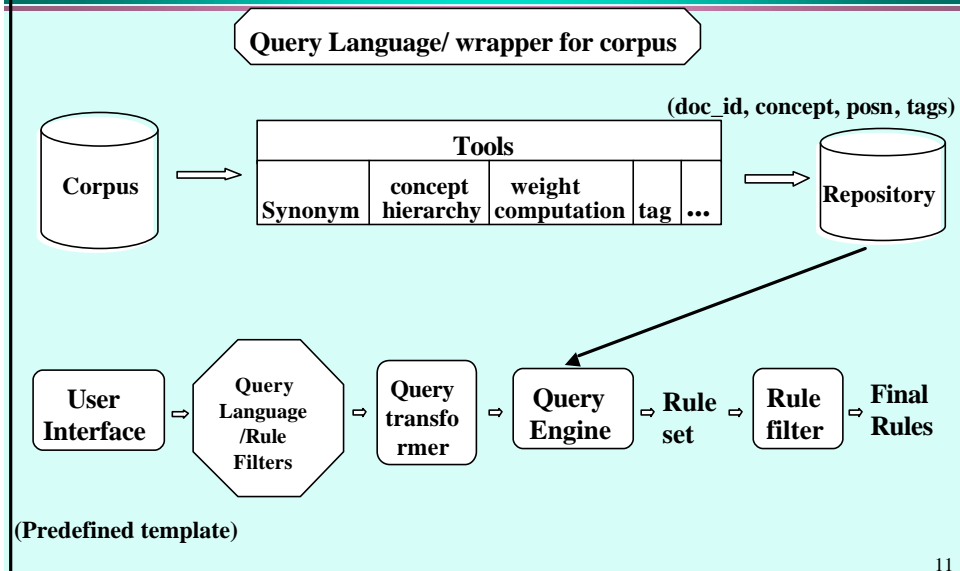 Query Language/ wrapper for corpus
(doc_id, concept, posn, tags)
Corpus
Tools
Synonym
concept
hierarchy
weight
computation
tag
...
Repository
User
Interface
Query
Language
/Rule
Filters
Query
transfo
rmer
Query
Engine
Rule
set
Rule
filter
Final
Rules
(Predefined template)
11